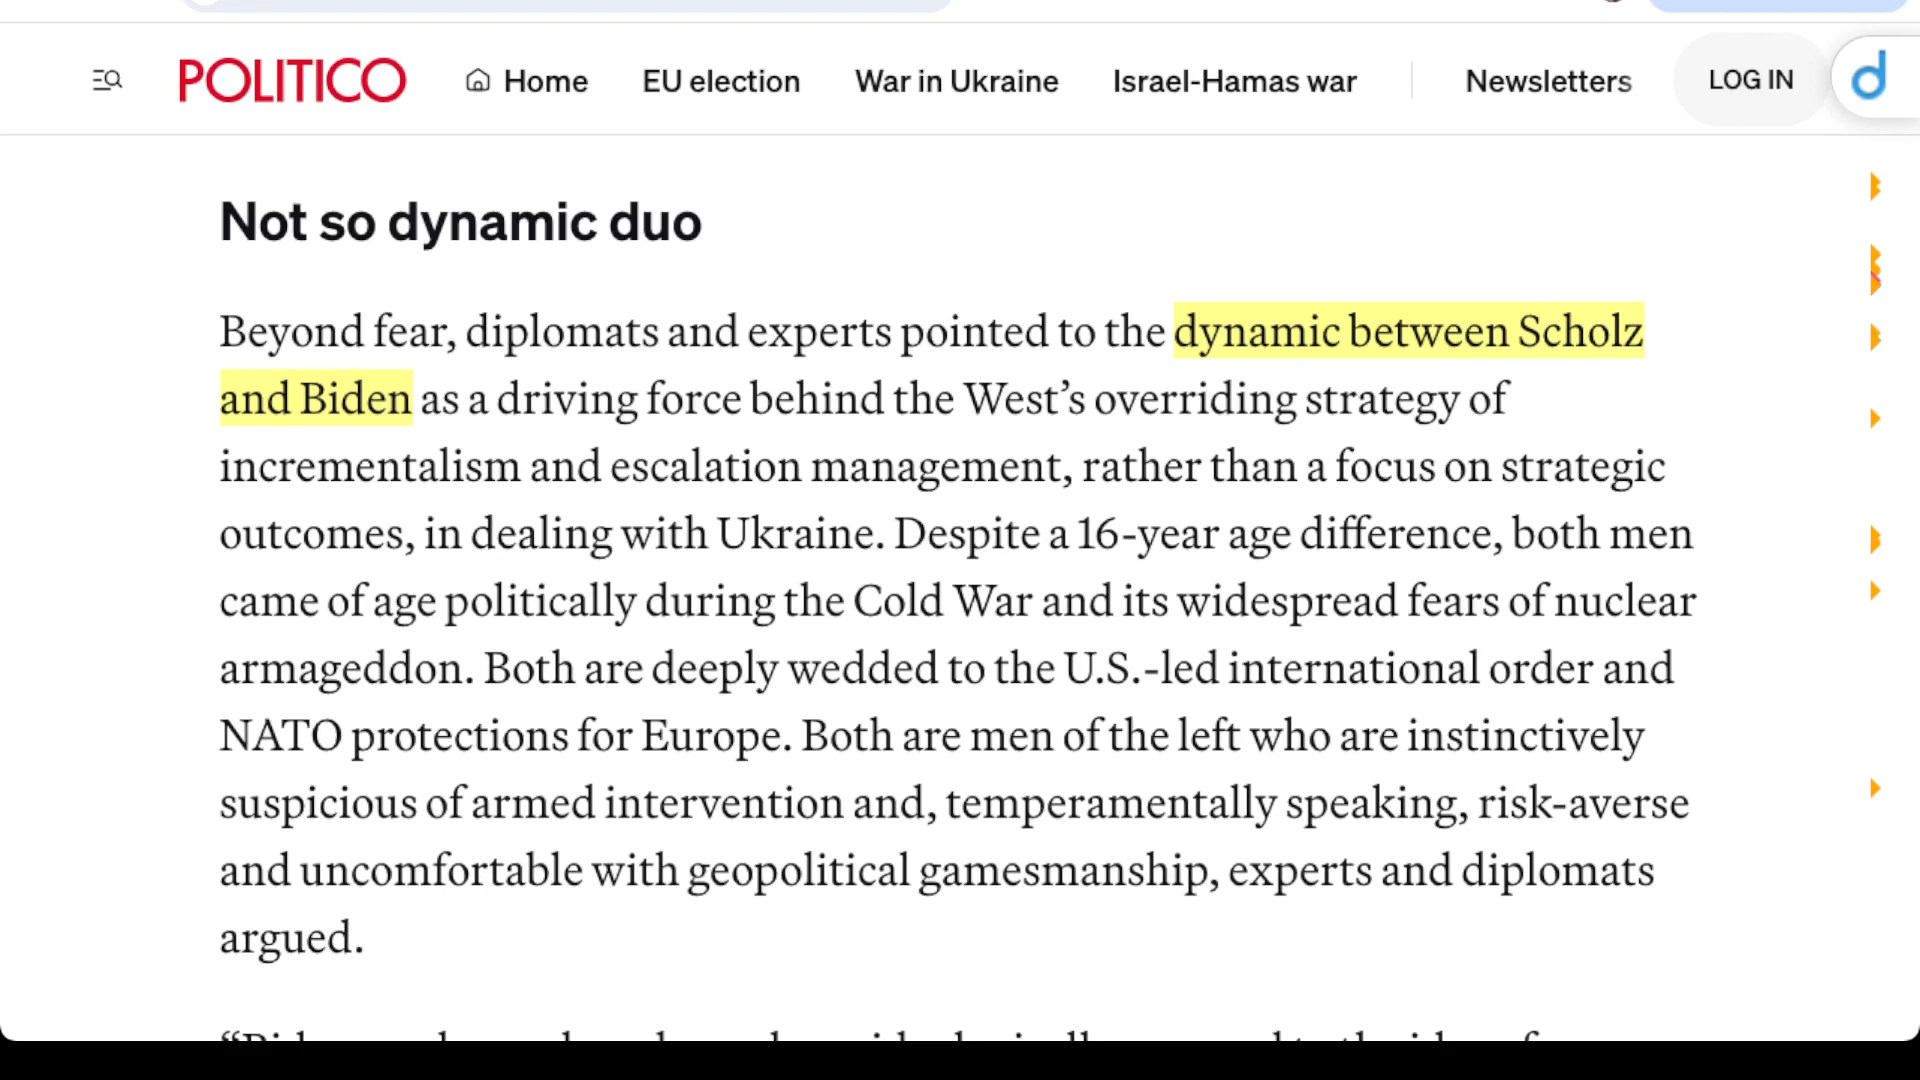 POLITICO
Home
EU election
War in Ukraine
Israel-Hamas war
Newsletters
LOG IN
d
Not so dynamic duo
Beyond fear, diplomats and experts pointed to the dynamic between Scholz
and Biden as a driving force behind the West’s overriding strategy of
incrementalism and escalation management, rather than a focus on strategic
outcomes, in dealing with Ukraine. Despite a 16-year age difference, both men
came of age politically during the Cold War and its widespread fears of nuclear
armageddon. Both are deeply wedded to the U.S.-led international order and
NATO protections for Europe. Both are men of the left who are instinctively
suspicious of armed intervention and, temperamentally speaking, risk-averse
and uncomfortable with geopolitical gamesmanship, experts and diplomats
argued.